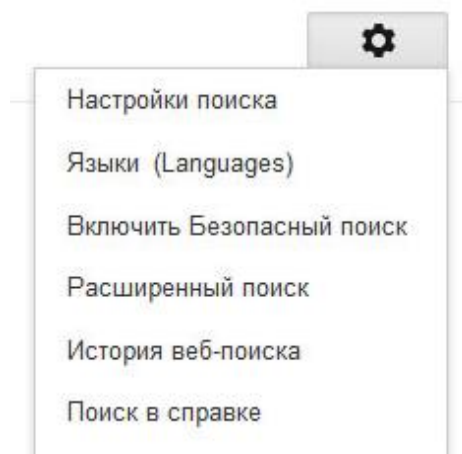 Настройки поиска
Языки (Languages)
Включить Безопасный поиск
Расширенный поиск
История веб-поиска
Поиск в справке